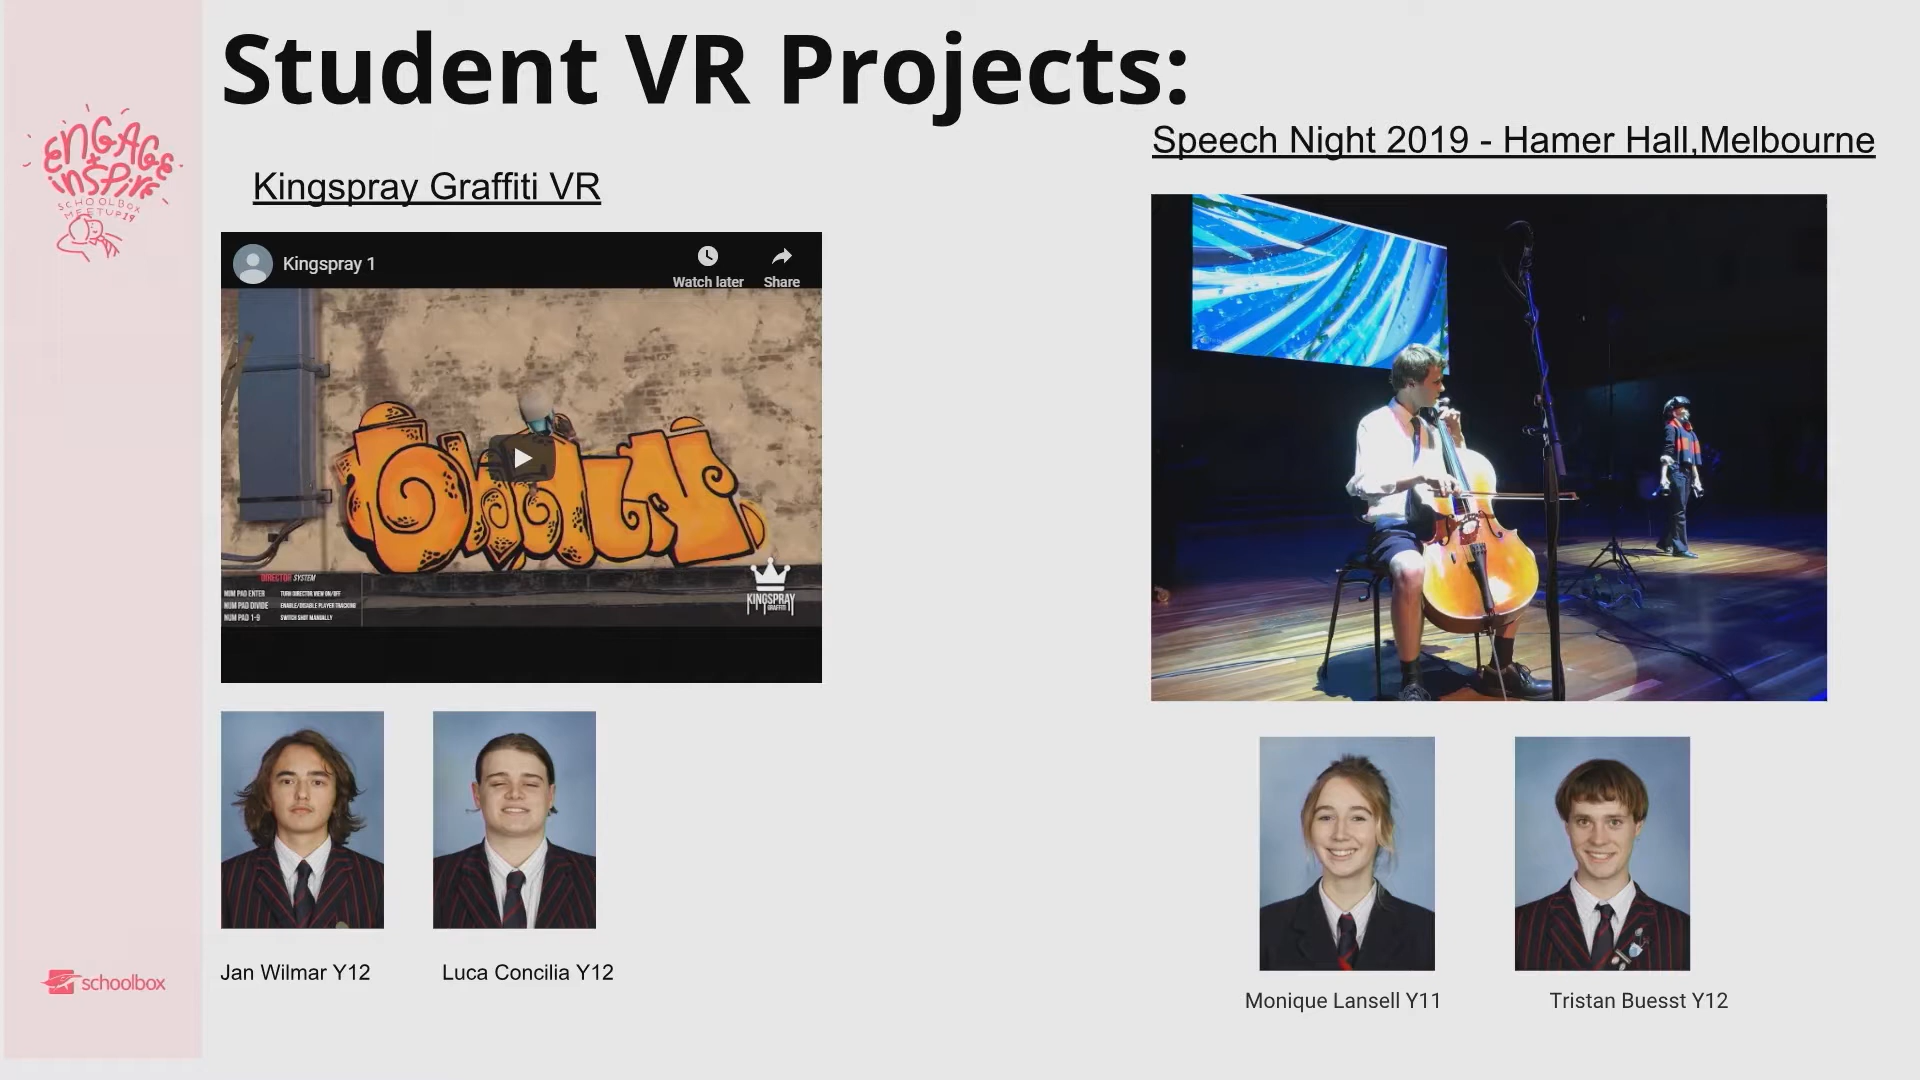 Student VR Projects:
ENGAGE
+
inSPirE
SCHOOLBOX
MEETUP19
Speech Night 2019 - Hamer Hall,Melbourne
Kingspray Graffiti VR
Kingspray 1
Watch later
Share
DIRECTOR SYSTEM
NUM PAD ENTER TURN DIRECTOR VIEW ON/OFF
NUM PAD DIVIDE ENABLE/DISABLE PLAYER TRACKING
NUM PAD 1-9 SWITCH SHOT MANUALLY
KINGSPRAY
GRAFFITI
Jan Wilmar Y12
Luca Concilia Y12
Monique Lansell Y11
Tristan Buesst Y12
schoolbox